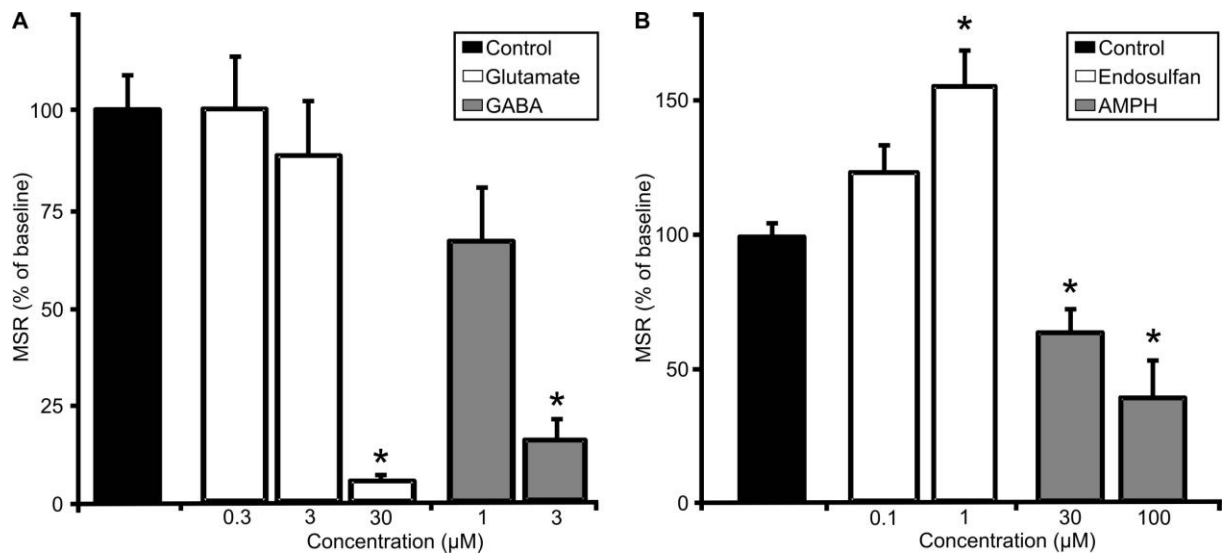 A
Control
Glutamate
GABA
MSR (% of baseline)
100
75
50
25
0
*
*
0.3 3 30 1 3
Concentration (µM)
B
Control
Endosulfan
AMPH
MSR (% of baseline)
150
100
50
0
*
*
*
0.1 1 30 100
Concentration (µM)